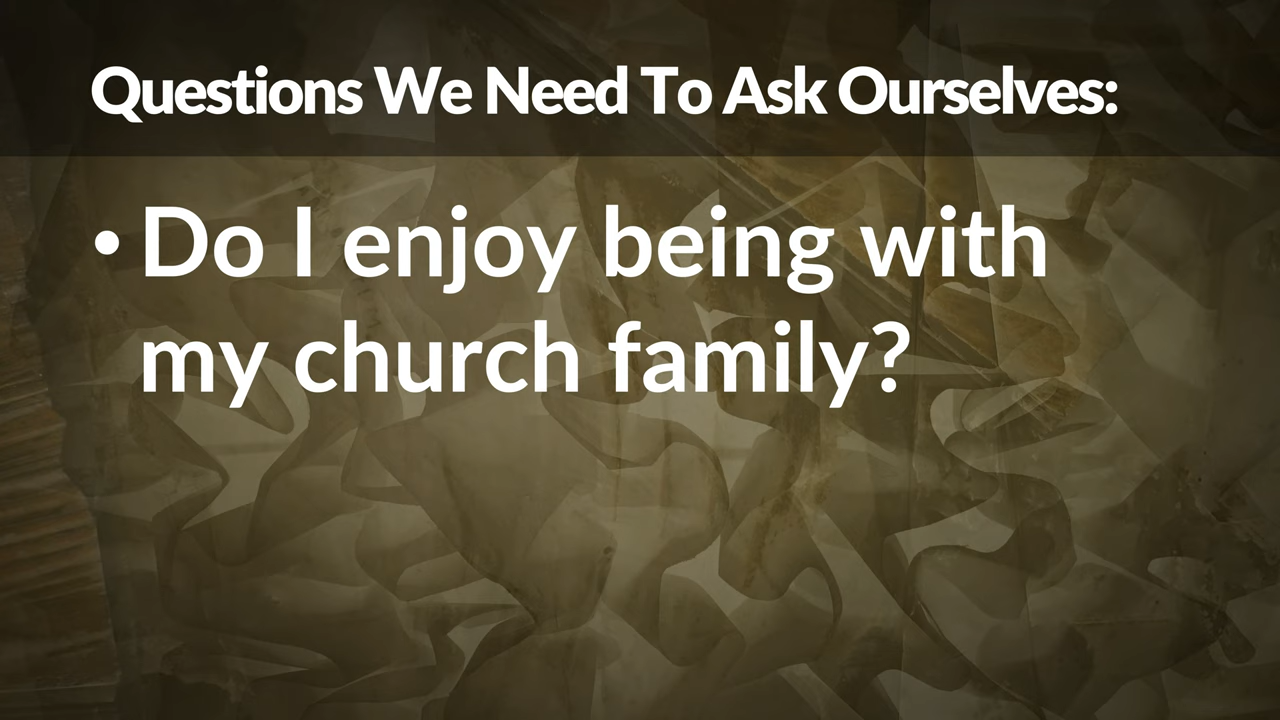 Questions We Need To Ask Ourselves:
• Do I enjoy being with
my church family?